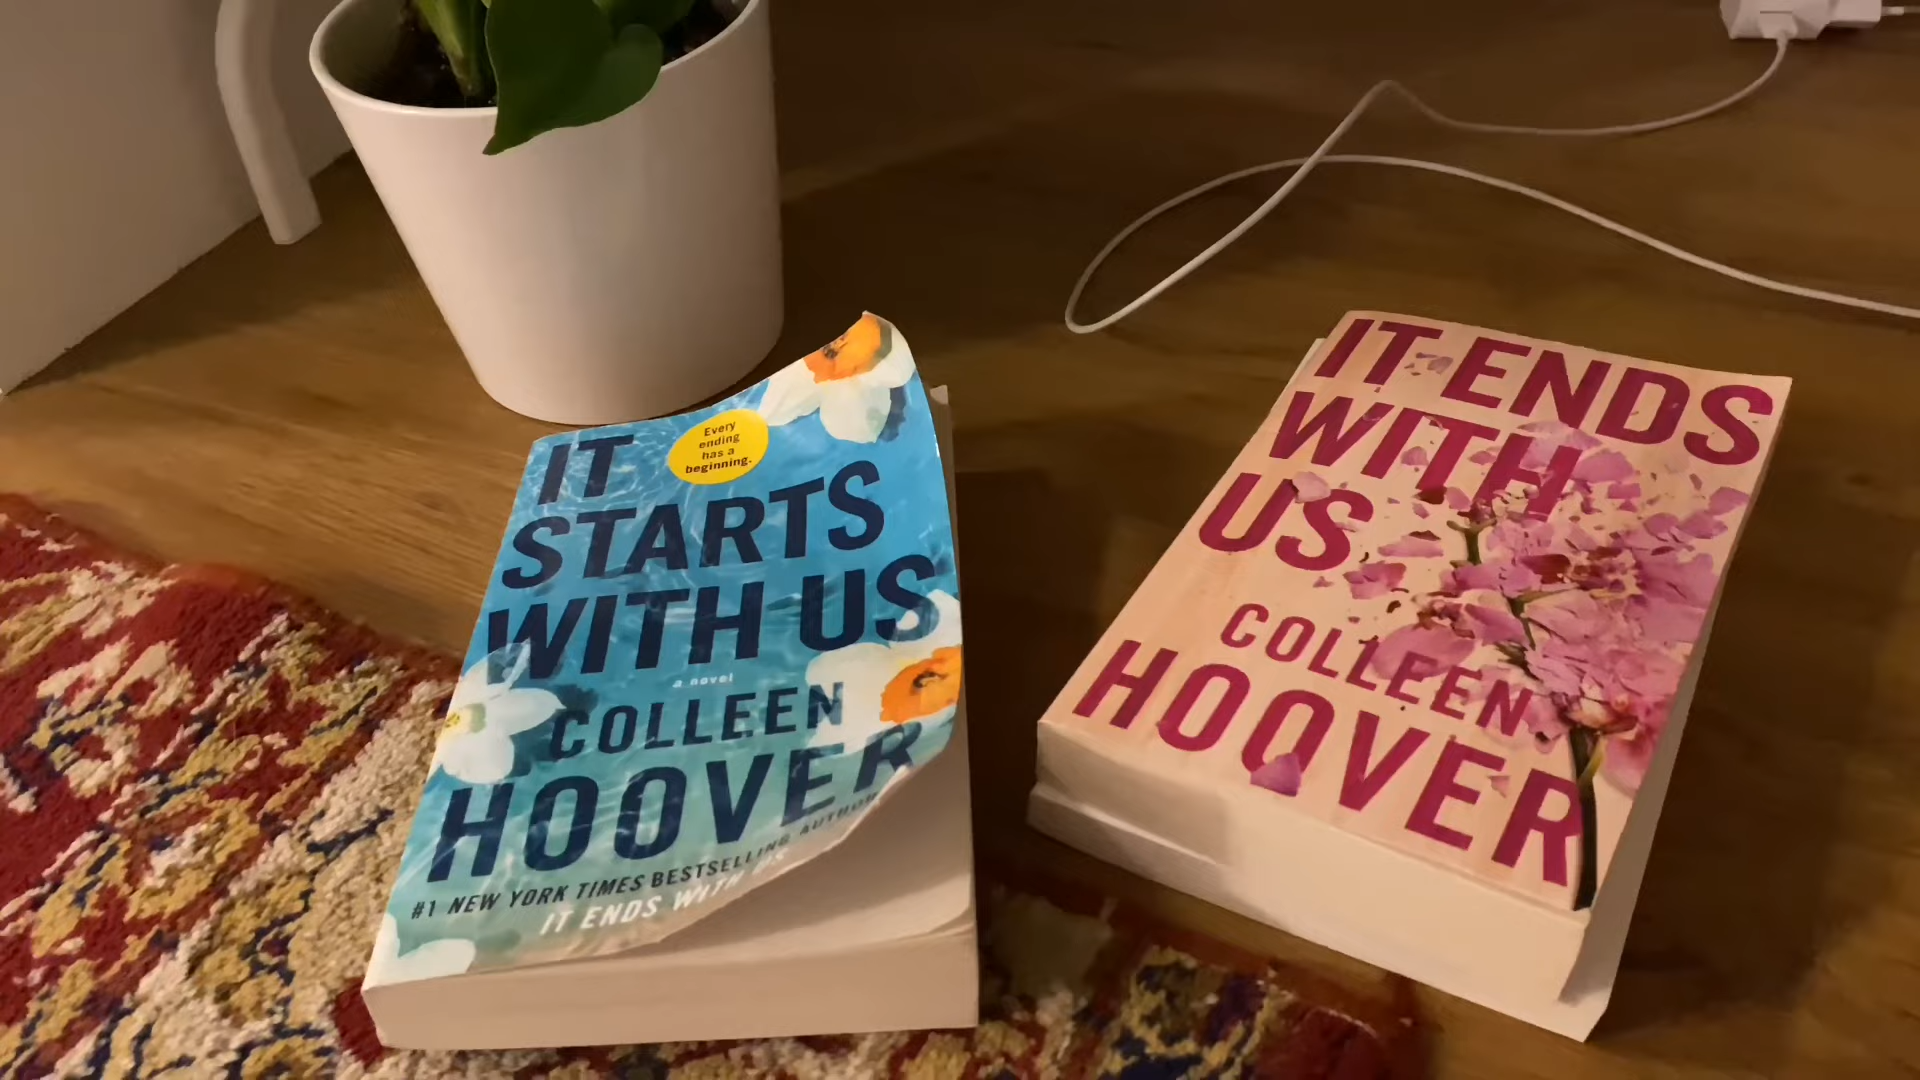 IT
Every
ending
has a
beginning.
STARTS
WITH US
a novel
COLLEEN
HOOVER
#1 NEW YORK TIMES BESTSELLING AUTHOR
IT ENDS WITH US
IT ENDS
WITH
US
COLLEEN
HOOVER